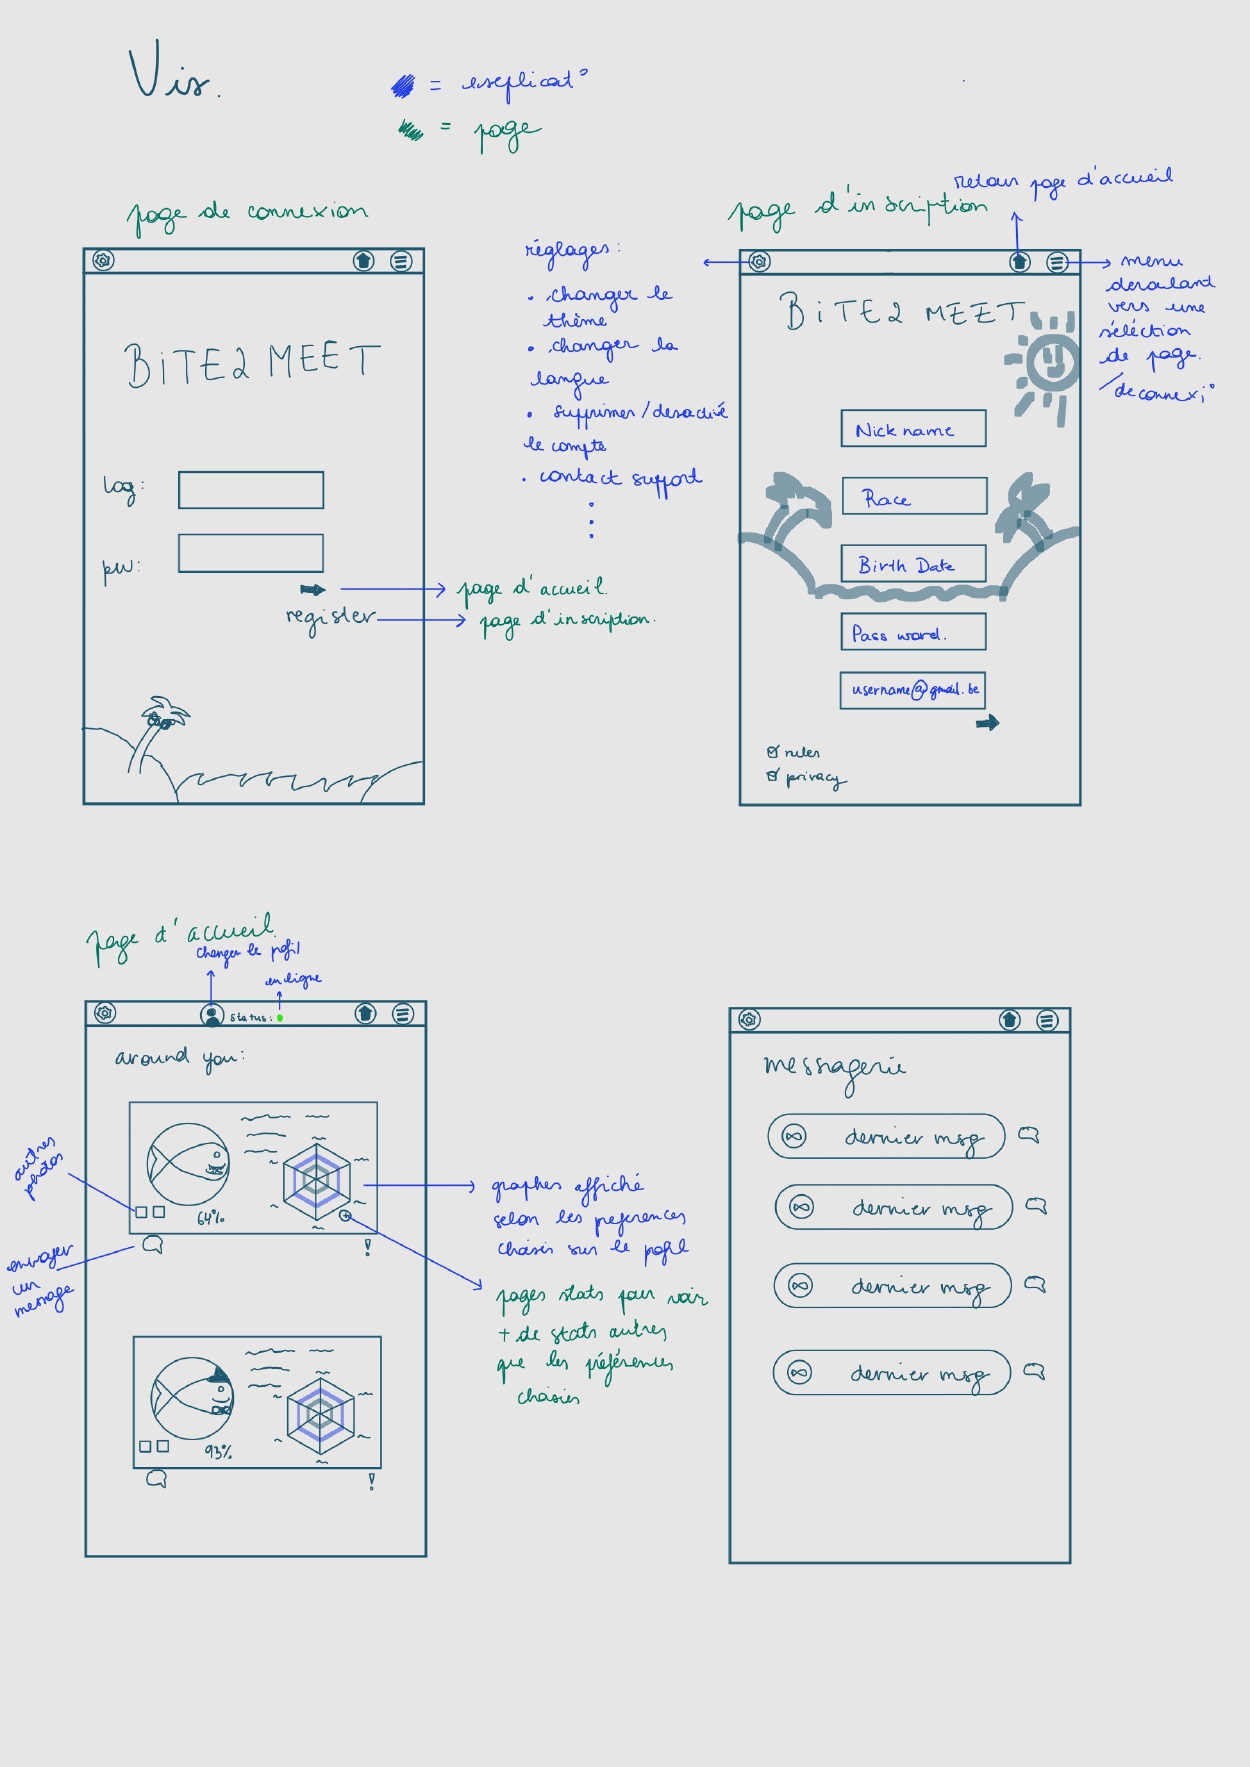 Vis.
= explicat°
= page
page de connexion
BiTE2 MEET
log:
pw:
register
page d'accueil.
page d'inscription.
réglages:
• changer le
thème
• changer la
langue
• supprimer/desactivé
le compte
• contact support
page d'inscription
retour page d'accueil
menu
deroulant
vers une
séléction
de page.
/deconnexi°
BiTE2 MEET
Nick name
Race
Birth Date
Pass word.
username@gmail.be
rules
privacy
page d'accueil.
changer le profil
en ligne
status:
around you:
64%
93%
autres
photos
envoyer
un
message
graphes affiché
selon les preferences
choisis sur le profil
pages stats pour voir
+ de stats autres
que les préférences
choisies
messagerie
dernier msg
dernier msg
dernier msg
dernier msg